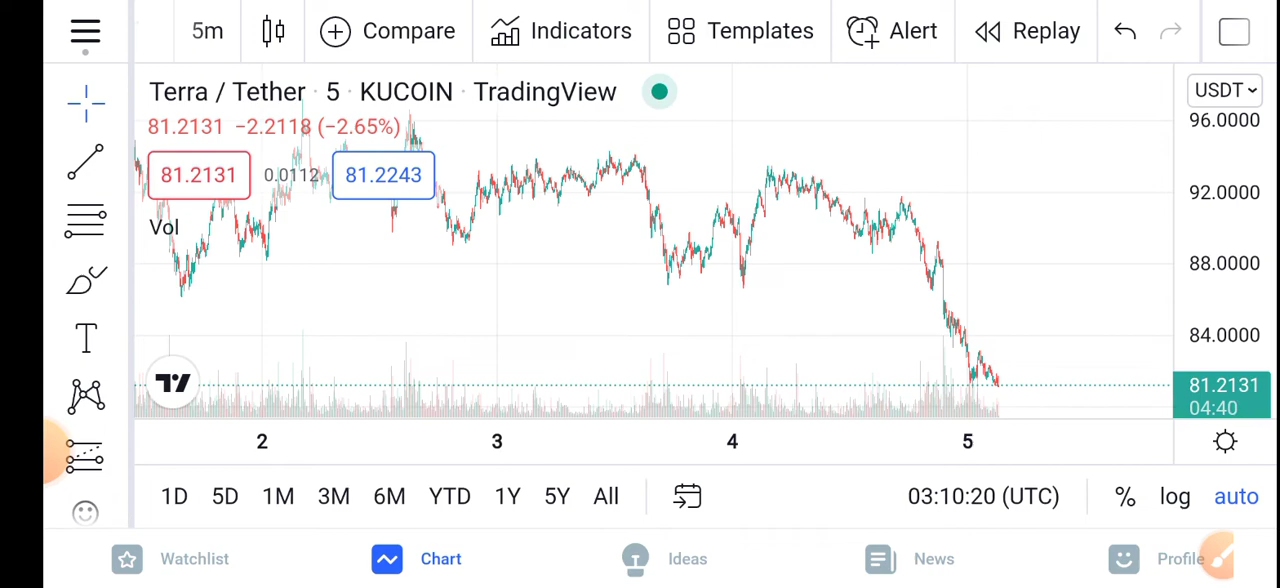 5m Compare Indicators Templates Alert Replay
Terra / Tether · 5 · KUCOIN · TradingView
USDT
96.0000
81.2131 −2.2118 (−2.65%)
81.2131 0.0112 81.2243
92.0000
Vol
88.0000
84.0000
81.2131
04:40
2 3 4 5
1D 5D 1M 3M 6M YTD 1Y 5Y All 03:10:20 (UTC) % log auto
Watchlist Chart Ideas News Profile